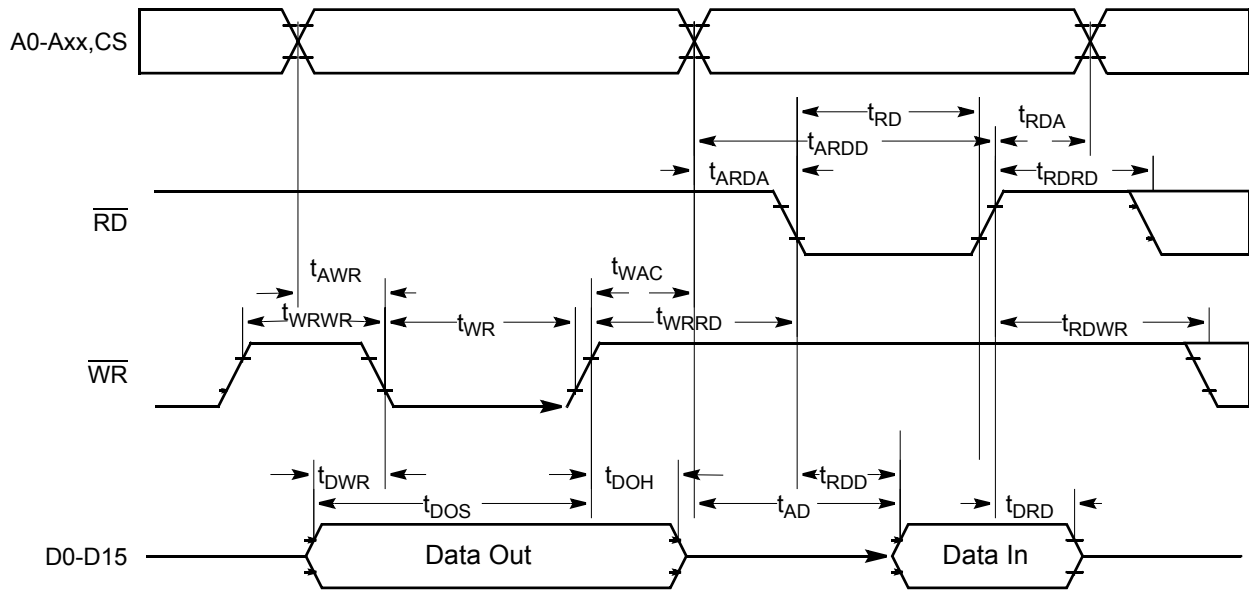 A0-Axx,CS
tRD
tRDA
tARDD
tARDA
tRDRD
RD
tAWR
tWAC
tWRWR
tWR
tWRRD
tRDWR
WR
tDWR
tDOH
tRDD
tDOS
tAD
tDRD
D0-D15
Data Out
Data In